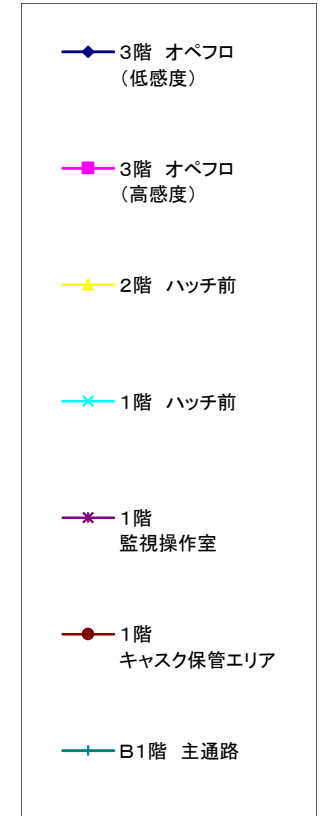 ３階　オペフロ
（低感度）
３階　オペフロ
（高感度）
２階　ハッチ前
１階　ハッチ前
１階
監視操作室
１階
キャスク保管エリア
Ｂ１階　主通路